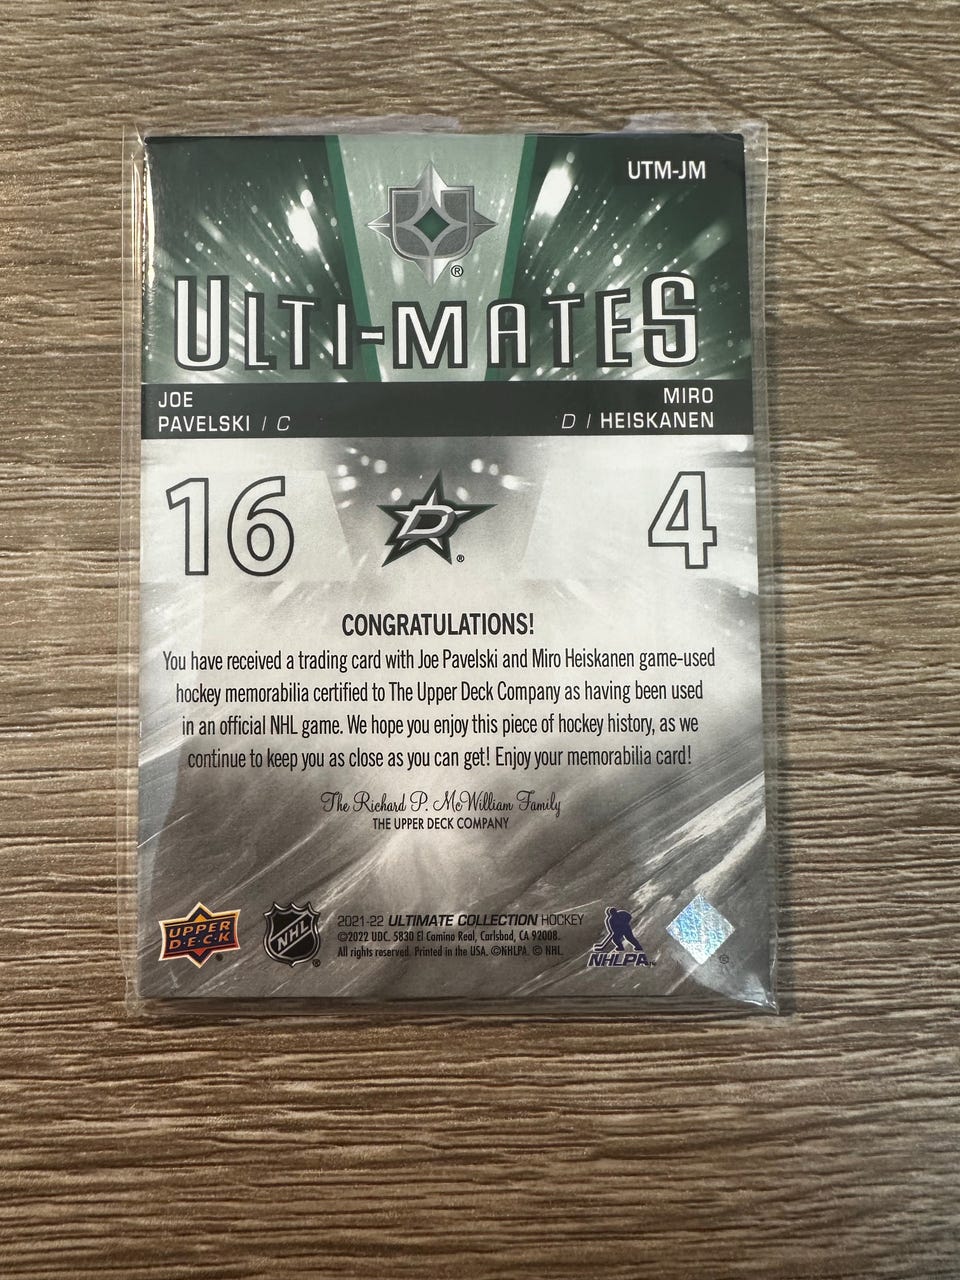 UTM-JM
®
ULTI-MATES
JOE
PAVELSKI / C
MIRO
D / HEISKANEN
16
D
®
4
CONGRATULATIONS!
You have received a trading card with Joe Pavelski and Miro Heiskanen game-used
hockey memorabilia certified to The Upper Deck Company as having been used
in an official NHL game. We hope you enjoy this piece of hockey history, as we
continue to keep you as close as you can get! Enjoy your memorabilia card!
The Richard P. McWilliam Family
THE UPPER DECK COMPANY
UPPER
D·E·C·K
®
NHL
®
2021-22 ULTIMATE COLLECTION HOCKEY
©2022 UDC. 5830 El Camino Real, Carlsbad, CA 92008.
All rights reserved. Printed in the USA. ©NHLPA. © NHL.
NHLPA